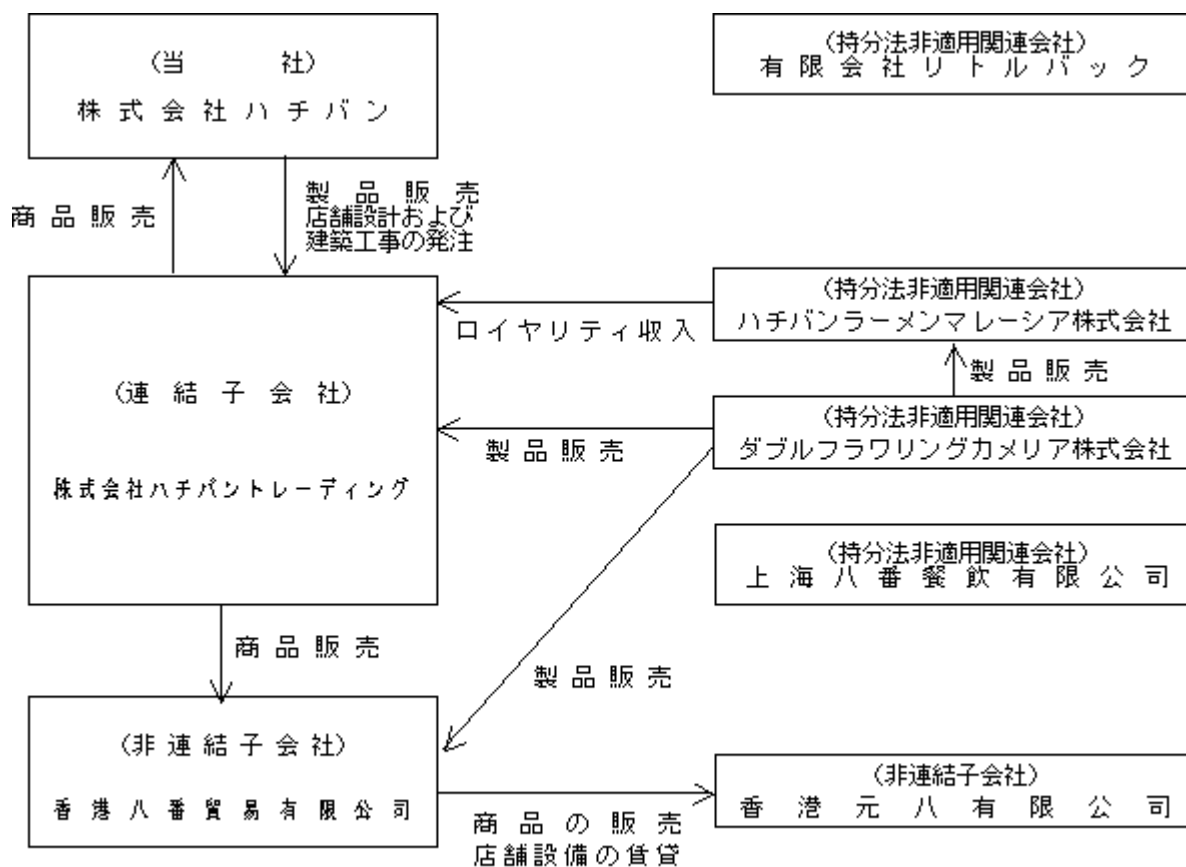 (当社)
株式会社ハチバン
(持分法非適用関連会社)
有限会社リトルバック
商品販売
製品販売
店舗設計および
建築工事の発注
(連結子会社)
株式会社ハチバントレーディング
ロイヤリティ収入
(持分法非適用関連会社)
ハチバンラーメンマレーシア株式会社
製品販売
製品販売
(持分法非適用関連会社)
ダブルフラワリングカメリア株式会社
(持分法非適用関連会社)
上海八番餐飲有限公司
商品販売
製品販売
(非連結子会社)
香港八番貿易有限公司
商品の販売
店舗設備の賃貸
(非連結子会社)
香港元八有限公司